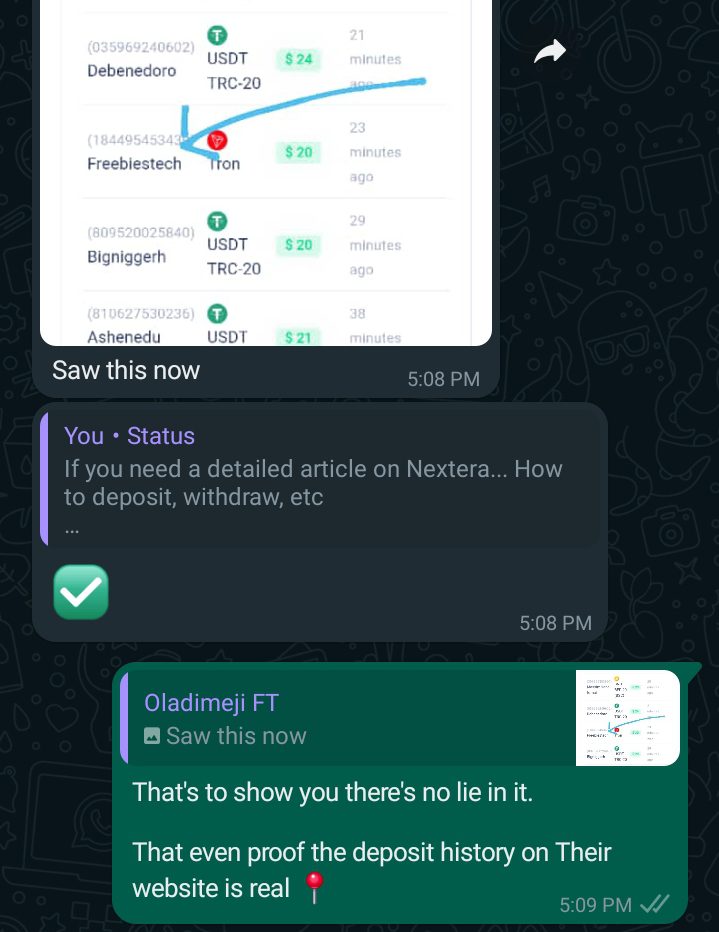 (035969240602)
Debenedoro
USDT
TRC-20
$ 24
21
minutes
ago
Freebiestech
Tron
$ 20
23
minutes
ago
(809520025840)
Bigniggerh
USDT
TRC-20
$ 20
29
minutes
ago
(810627530236)
Ashenedu
USDT
$ 21
38
minutes
Saw this now
5:08 PM
You • Status
If you need a detailed article on Nextera... How
to deposit, withdraw, etc
...
5:08 PM
Oladimeji FT
Saw this now
That's to show you there's no lie in it.
That even proof the deposit history on Their
website is real
5:09 PM